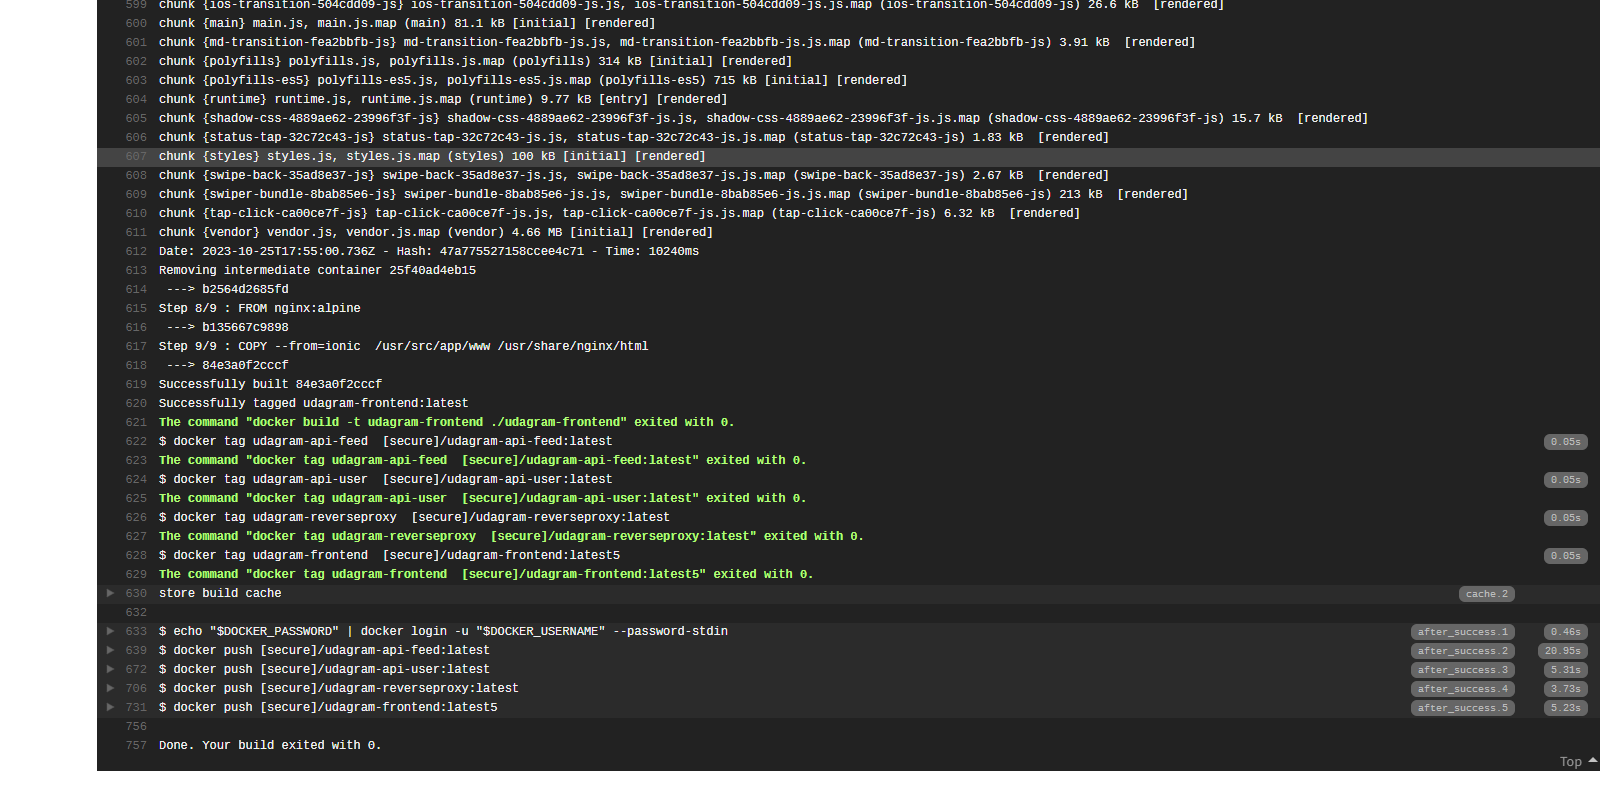 599 chunk {ios-transition-504cdd09-js} ios-transition-504cdd09-js.js, ios-transition-504cdd09-js.js.map (ios-transition-504cdd09-js) 26.6 kB  [rendered]
600 chunk {main} main.js, main.js.map (main) 81.1 kB [initial] [rendered]
601 chunk {md-transition-fea2bbfb-js} md-transition-fea2bbfb-js.js, md-transition-fea2bbfb-js.js.map (md-transition-fea2bbfb-js) 3.91 kB  [rendered]
602 chunk {polyfills} polyfills.js, polyfills.js.map (polyfills) 314 kB [initial] [rendered]
603 chunk {polyfills-es5} polyfills-es5.js, polyfills-es5.js.map (polyfills-es5) 715 kB [initial] [rendered]
604 chunk {runtime} runtime.js, runtime.js.map (runtime) 9.77 kB [entry] [rendered]
605 chunk {shadow-css-4889ae62-23996f3f-js} shadow-css-4889ae62-23996f3f-js.js, shadow-css-4889ae62-23996f3f-js.js.map (shadow-css-4889ae62-23996f3f-js) 15.7 kB  [rendered]
606 chunk {status-tap-32c72c43-js} status-tap-32c72c43-js.js, status-tap-32c72c43-js.js.map (status-tap-32c72c43-js) 1.83 kB  [rendered]
607 chunk {styles} styles.js, styles.js.map (styles) 100 kB [initial] [rendered]
608 chunk {swipe-back-35ad8e37-js} swipe-back-35ad8e37-js.js, swipe-back-35ad8e37-js.js.map (swipe-back-35ad8e37-js) 2.67 kB  [rendered]
609 chunk {swiper-bundle-8bab85e6-js} swiper-bundle-8bab85e6-js.js, swiper-bundle-8bab85e6-js.js.map (swiper-bundle-8bab85e6-js) 213 kB  [rendered]
610 chunk {tap-click-ca00ce7f-js} tap-click-ca00ce7f-js.js, tap-click-ca00ce7f-js.js.map (tap-click-ca00ce7f-js) 6.32 kB  [rendered]
611 chunk {vendor} vendor.js, vendor.js.map (vendor) 4.66 MB [initial] [rendered]
612 Date: 2023-10-25T17:55:00.736Z - Hash: 47a775527158ccee4c71 - Time: 10240ms
613 Removing intermediate container 25f40ad4eb15
614  ---> b2564d2685fd
615 Step 8/9 : FROM nginx:alpine
616  ---> b135667c9898
617 Step 9/9 : COPY --from=ionic  /usr/src/app/www /usr/share/nginx/html
618  ---> 84e3a0f2cccf
619 Successfully built 84e3a0f2cccf
620 Successfully tagged udagram-frontend:latest
621 The command "docker build -t udagram-frontend ./udagram-frontend" exited with 0.
622 $ docker tag udagram-api-feed  [secure]/udagram-api-feed:latest 0.05s
623 The command "docker tag udagram-api-feed  [secure]/udagram-api-feed:latest" exited with 0.
624 $ docker tag udagram-api-user  [secure]/udagram-api-user:latest 0.05s
625 The command "docker tag udagram-api-user  [secure]/udagram-api-user:latest" exited with 0.
626 $ docker tag udagram-reverseproxy  [secure]/udagram-reverseproxy:latest 0.05s
627 The command "docker tag udagram-reverseproxy  [secure]/udagram-reverseproxy:latest" exited with 0.
628 $ docker tag udagram-frontend  [secure]/udagram-frontend:latest5 0.05s
629 The command "docker tag udagram-frontend  [secure]/udagram-frontend:latest5" exited with 0.
630 store build cache cache.2
632
633 $ echo "$DOCKER_PASSWORD" | docker login -u "$DOCKER_USERNAME" --password-stdin after_success.1 0.46s
639 $ docker push [secure]/udagram-api-feed:latest after_success.2 20.95s
672 $ docker push [secure]/udagram-api-user:latest after_success.3 5.31s
706 $ docker push [secure]/udagram-reverseproxy:latest after_success.4 3.73s
731 $ docker push [secure]/udagram-frontend:latest5 after_success.5 5.23s
756
757 Done. Your build exited with 0.
Top